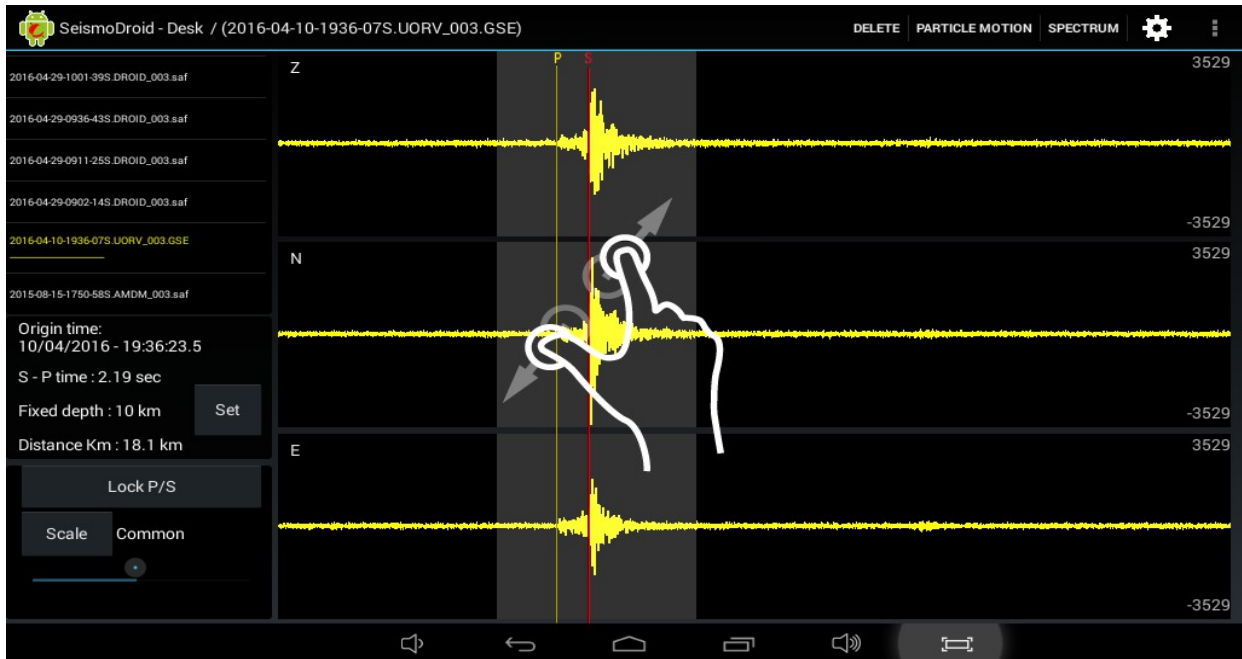 SeismoDroid - Desk / (2016-04-10-1936-07S.UORV_003.GSE)
DELETE PARTICLE MOTION SPECTRUM
2016-04-29-1001-39S.DROID_003.saf
2016-04-29-0936-43S.DROID_003.saf
2016-04-29-0911-25S.DROID_003.saf
2016-04-29-0902-14S.DROID_003.saf
2016-04-10-1936-07S.UORV_003.GSE
2015-08-15-1750-58S.AMDM_003.saf
Origin time:
10/04/2016 - 19:36:23.5
S - P time : 2.19 sec
Fixed depth : 10 km
Set
Distance Km : 18.1 km
Lock P/S
Scale Common
P S
Z 3529
-3529
N 3529
-3529
E 3529
-3529